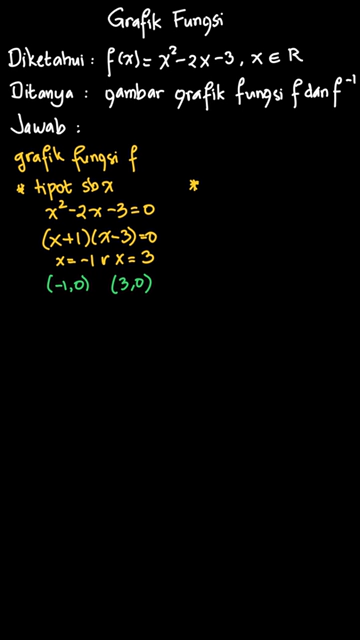 Grafik Fungsi
Diketahui : f(x) = x² - 2x - 3 , x ∈ R
Ditanya : gambar grafik fungsi f dan f⁻¹
Jawab :
grafik fungsi f
* tipot sb x *
x² - 2x - 3 = 0
(x+1)(x-3)=0
x = -1 v x = 3
(-1,0) (3,0)